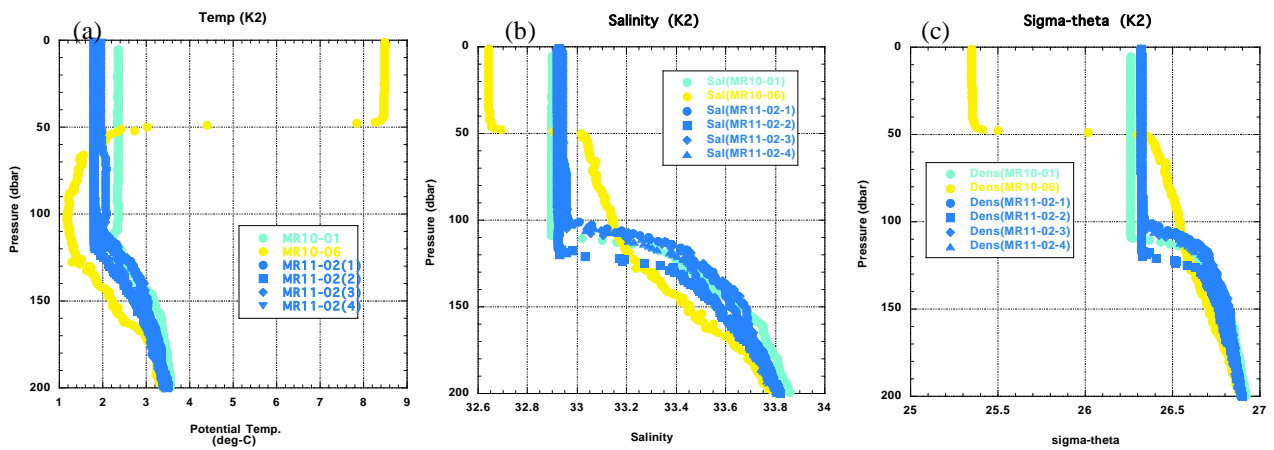 (a)
Temp (K2)
0
50
100
150
200
Pressure (dbar)
MR10-01
MR10-06
MR11-02(1)
MR11-02(2)
MR11-02(3)
MR11-02(4)
1 2 3 4 5 6 7 8 9
Potential Temp.
(deg-C)
(b)
Salinity (K2)
0
50
100
150
200
Pressure (dbar)
Sal(MR10-01)
Sal(MR10-06)
Sal(MR11-02-1)
Sal(MR11-02-2)
Sal(MR11-02-3)
Sal(MR11-02-4)
32.6 32.8 33 33.2 33.4 33.6 33.8 34
Salinity
(c)
Sigma-theta (K2)
0
50
100
150
200
Pressure (dbar)
Dens(MR10-01)
Dens(MR10-06)
Dens(MR11-02-1)
Dens(MR11-02-2)
Dens(MR11-02-3)
Dens(MR11-02-4)
25 25.5 26 26.5 27
sigma-theta